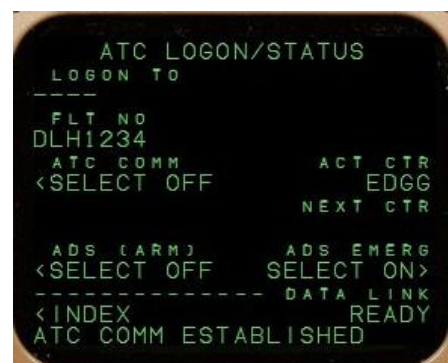 ATC LOGON/STATUS
LOGON TO
----
FLT NO
DLH1234
ATC COMM ACT CTR
<SELECT OFF EDGG
NEXT CTR
ADS (ARM) ADS EMERG
<SELECT OFF SELECT ON>
-------------- DATA LINK
<INDEX READY
ATC COMM ESTABLISHED